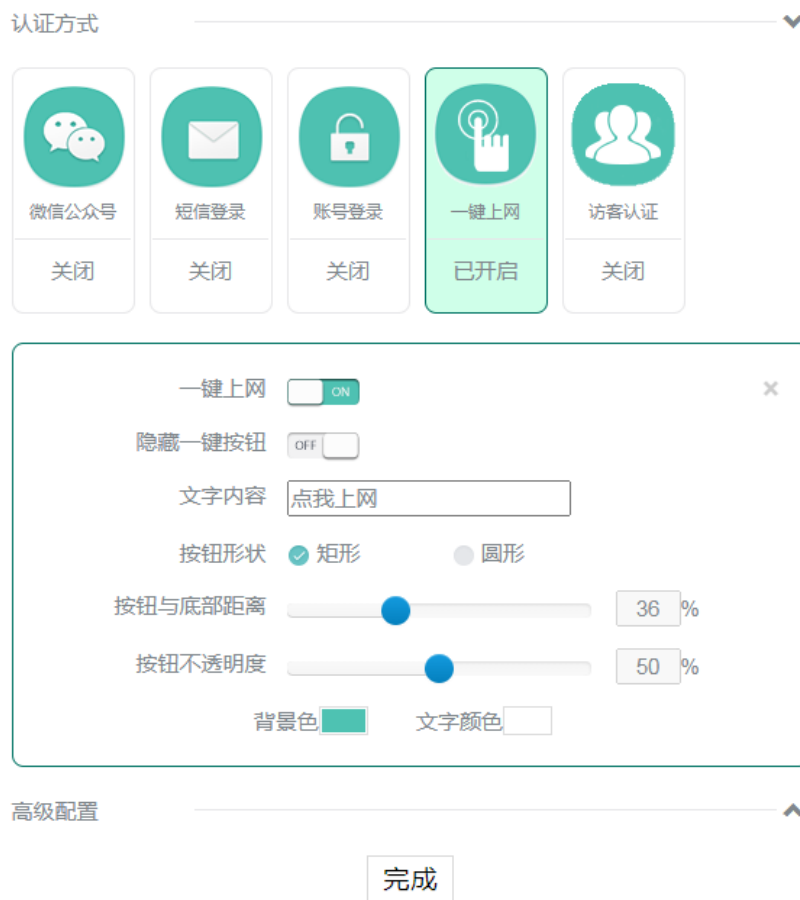 认证方式
微信公众号 短信登录 账号登录 一键上网 访客认证
关闭 关闭 关闭 已开启 关闭
一键上网 ON
隐藏一键按钮 OFF
文字内容 点我上网
按钮形状 矩形 圆形
按钮与底部距离 36 %
按钮不透明度 50 %
背景色 文字颜色
高级配置
完成